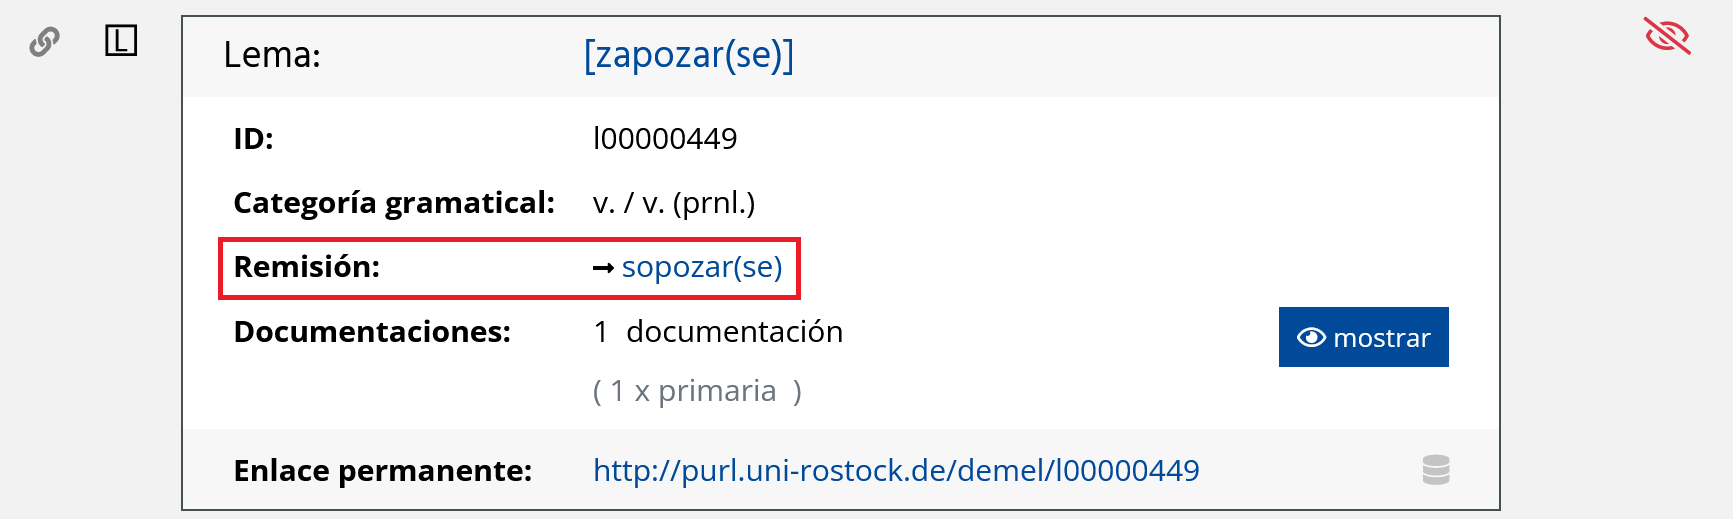 L
Lema: [zapozar(se)]
ID: l00000449
Categoría gramatical: v. / v. (prnl.)
Remisión: → sopozar(se)
Documentaciones: 1 documentación
mostrar
( 1 x primaria )
Enlace permanente: http://purl.uni-rostock.de/demel/l00000449